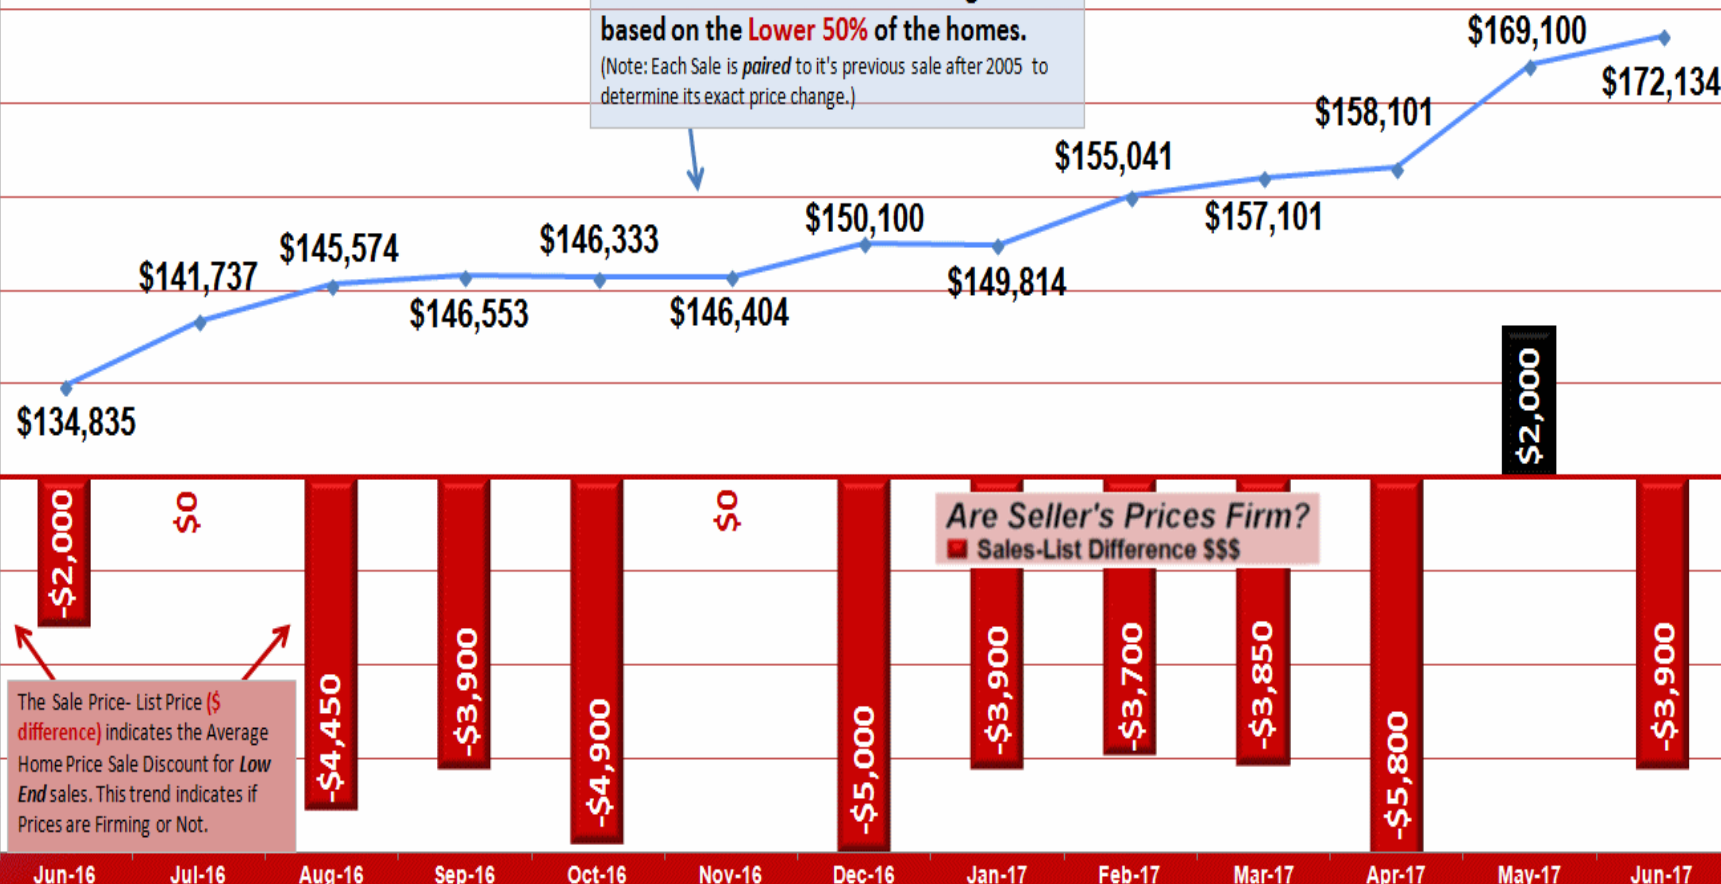 based on the Lower 50% of the homes.
(Note: Each Sale is paired to it's previous sale after 2005 to
determine its exact price change.)
$134,835
$141,737
$145,574
$146,553
$146,333
$146,404
$150,100
$149,814
$155,041
$157,101
$158,101
$169,100
$172,134
Are Seller's Prices Firm?
Sales-List Difference $$$
-$2,000
$0
-$4,450
-$3,900
-$4,900
$0
-$5,000
-$3,900
-$3,700
-$3,850
-$5,800
$2,000
-$3,900
The Sale Price- List Price ($
difference) indicates the Average
Home Price Sale Discount for Low
End sales. This trend indicates if
Prices are Firming or Not.
Jun-16 Jul-16 Aug-16 Sep-16 Oct-16 Nov-16 Dec-16 Jan-17 Feb-17 Mar-17 Apr-17 May-17 Jun-17